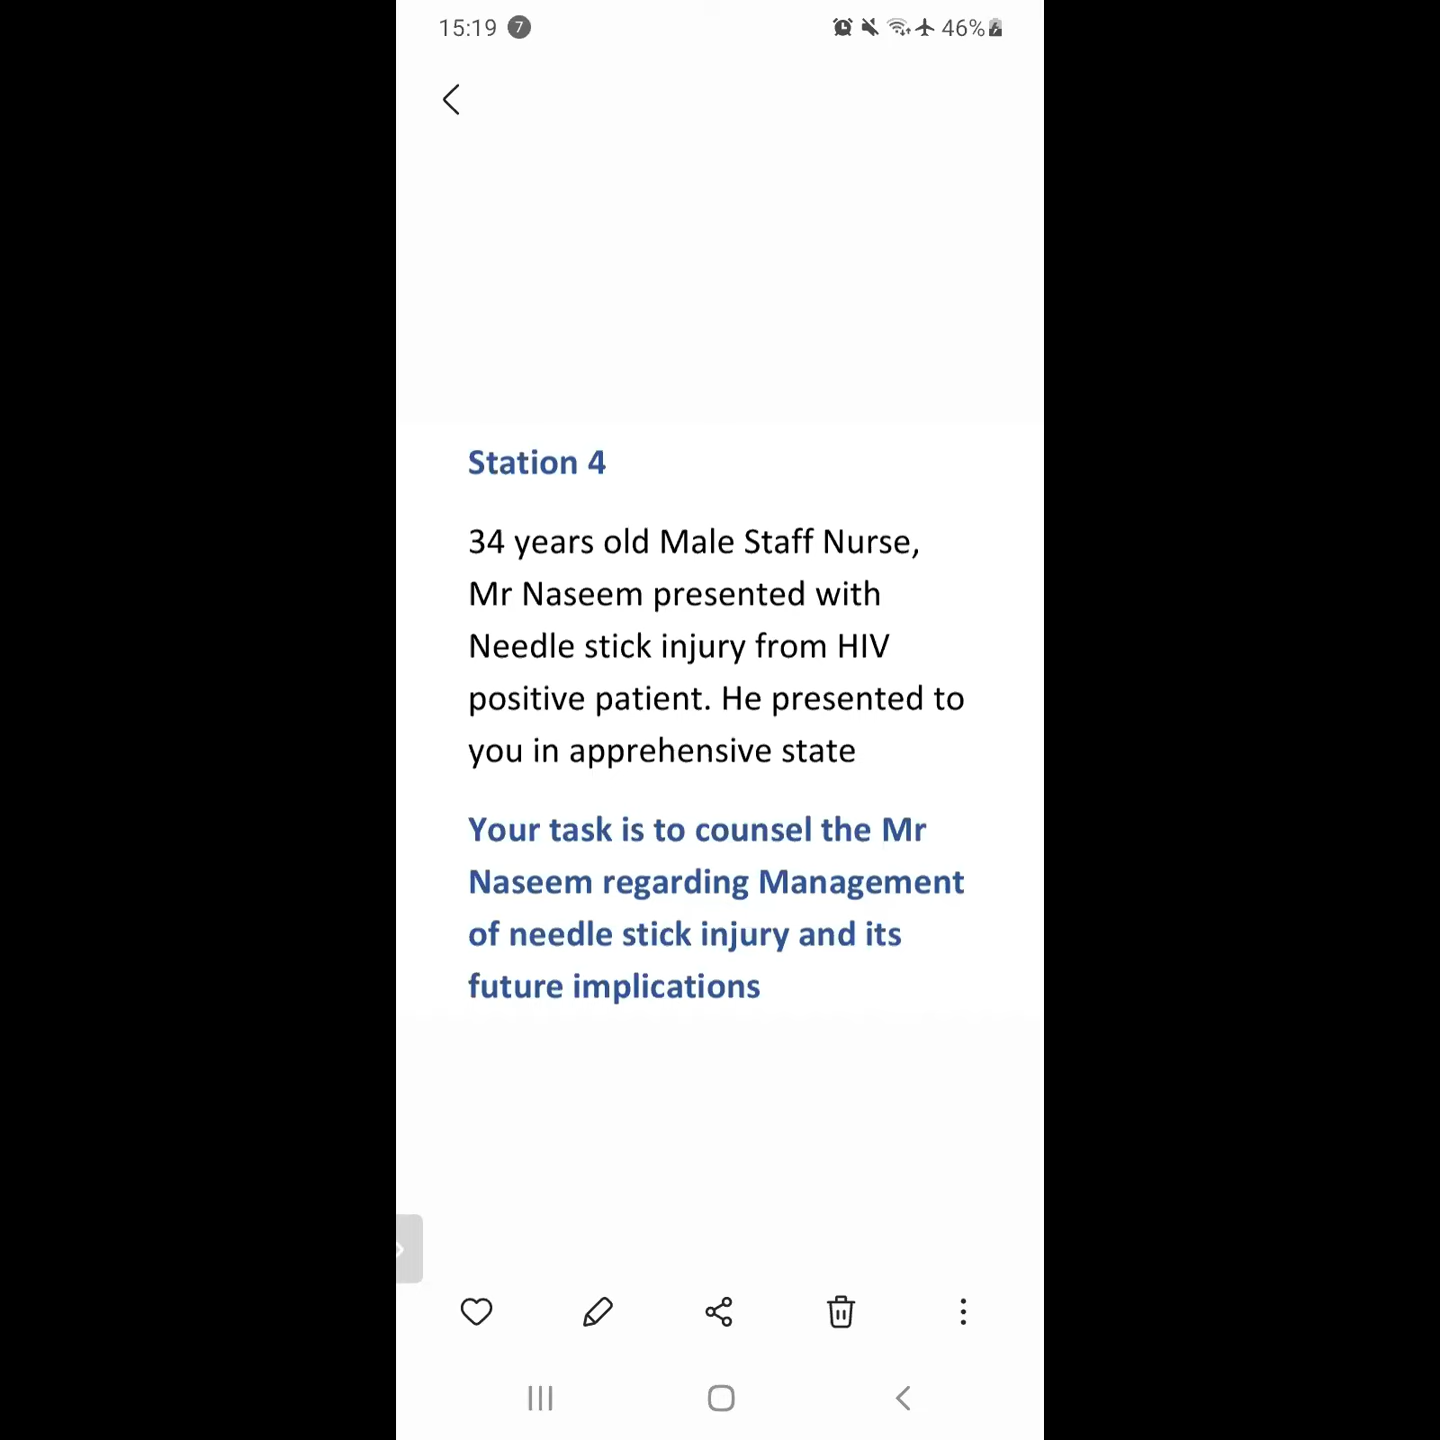 15:19 7 46%
Station 4
34 years old Male Staff Nurse,
Mr Naseem presented with
Needle stick injury from HIV
positive patient. He presented to
you in apprehensive state
Your task is to counsel the Mr
Naseem regarding Management
of needle stick injury and its
future implications